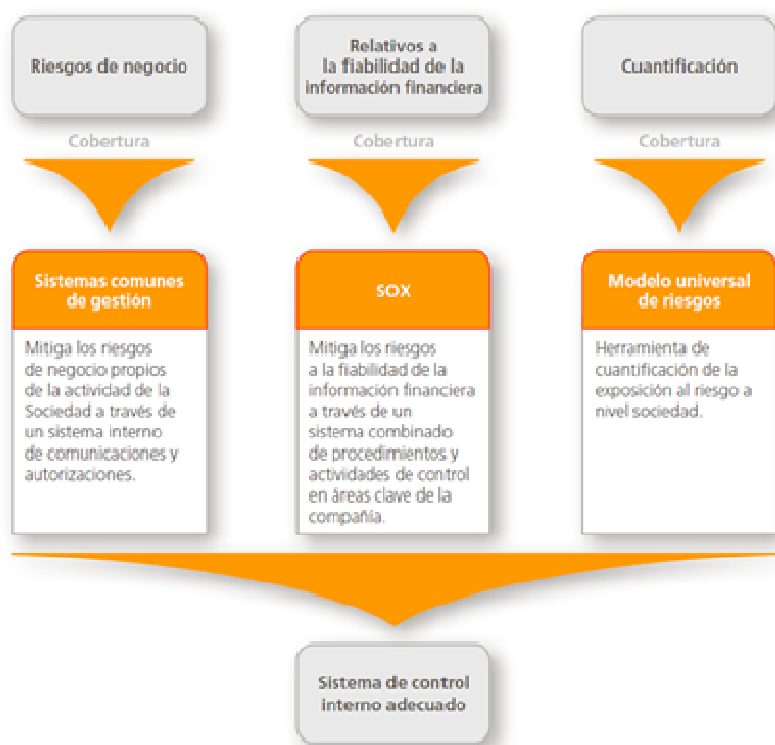 Riesgos de negocio
Relativos a
la fiabilidad de la
información financiera
Cuantificación
Cobertura
Cobertura
Cobertura
Sistemas comunes
de gestión
Mitiga los riesgos
de negocio propios
de la actividad de la
Sociedad a través de
un sistema interno
de comunicaciones y
autorizaciones.
SOX
Mitiga los riesgos
a la fiabilidad de la
información financiera
a través de un
sistema combinado
de procedimientos y
actividades de control
en áreas clave de la
compañía.
Modelo universal
de riesgos
Herramienta de
cuantificación de la
exposición al riesgo a
nivel sociedad.
Sistema de control
interno adecuado